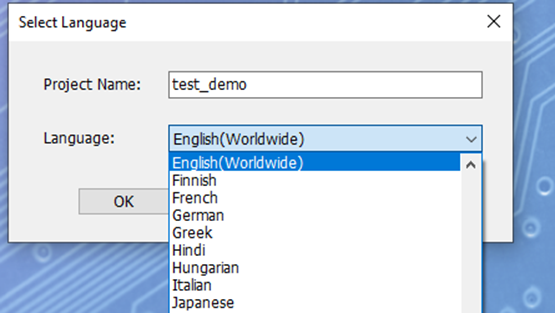 Select Language
Project Name: test_demo
Language: English(Worldwide)
English(Worldwide)
Finnish
French
OK German
Greek
Hindi
Hungarian
Italian
Japanese